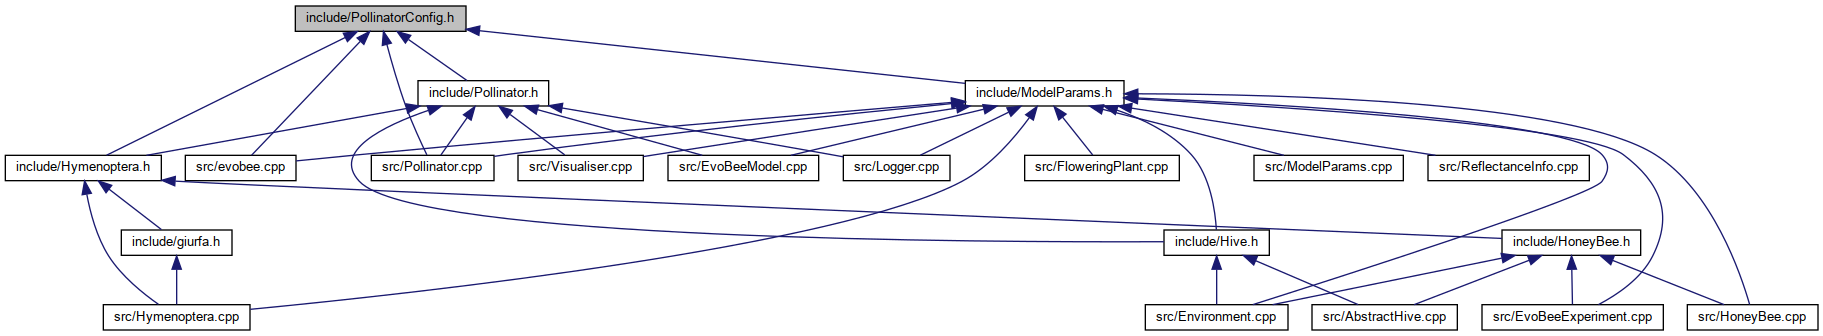 include/PollinatorConfig.h
include/Pollinator.h
include/ModelParams.h
include/Hymenoptera.h
src/evobee.cpp
src/Pollinator.cpp
src/Visualiser.cpp
src/EvoBeeModel.cpp
src/Logger.cpp
src/FloweringPlant.cpp
src/ModelParams.cpp
src/ReflectanceInfo.cpp
include/giurfa.h
include/Hive.h
include/HoneyBee.h
src/Hymenoptera.cpp
src/Environment.cpp
src/AbstractHive.cpp
src/EvoBeeExperiment.cpp
src/HoneyBee.cpp